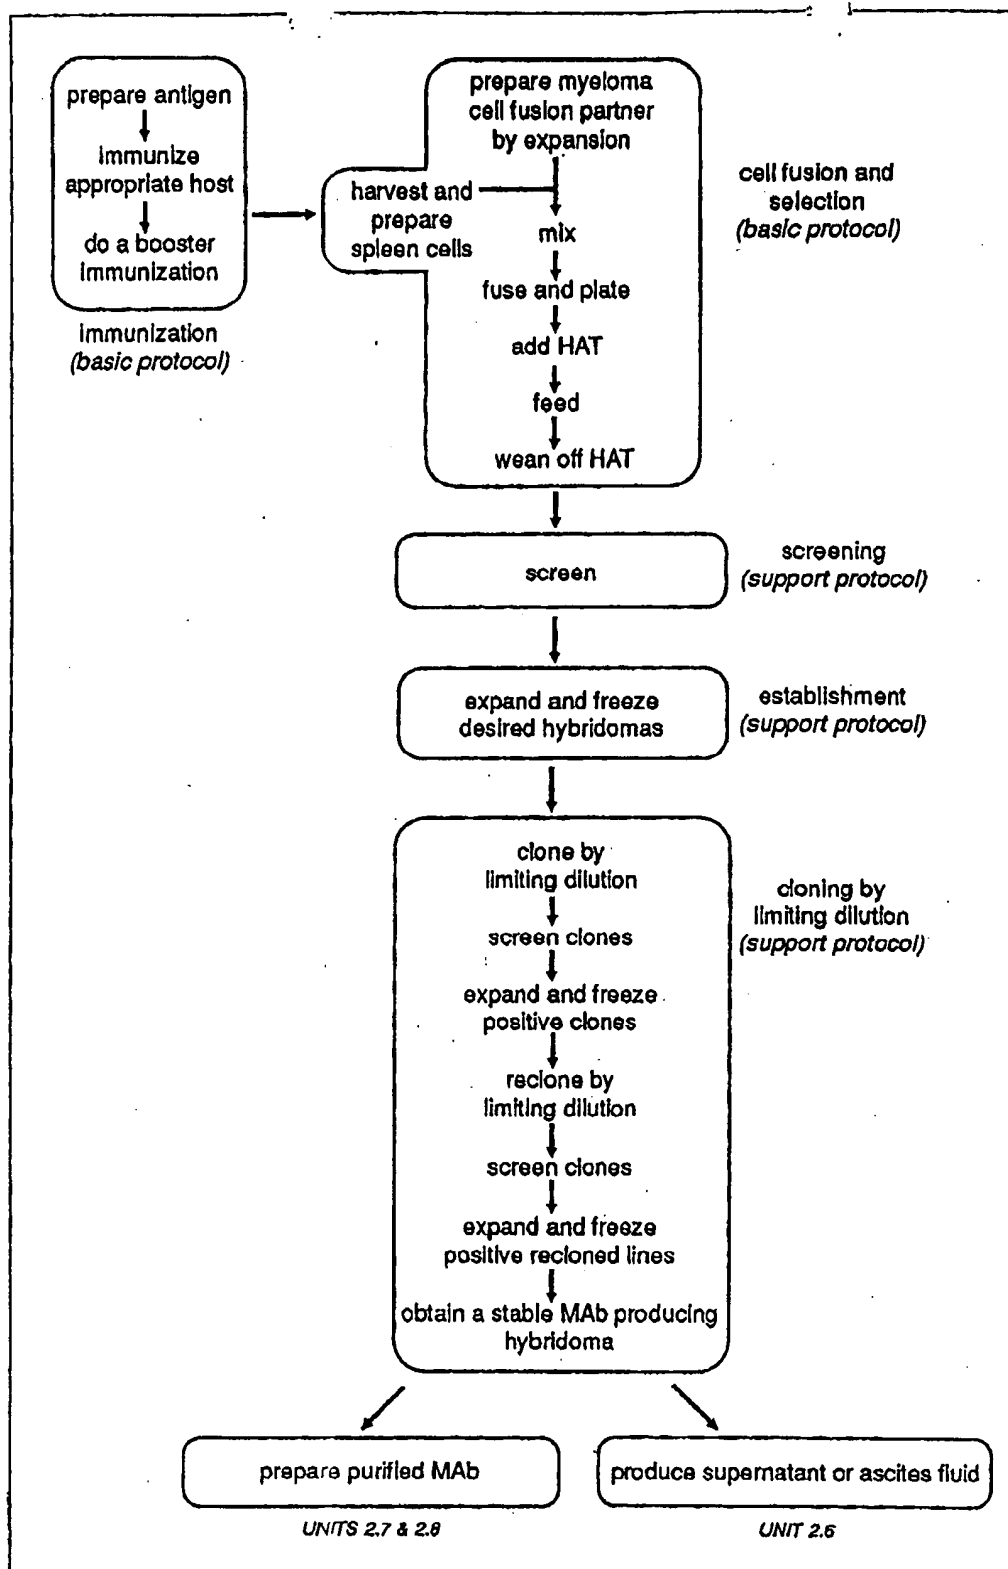 prepare antigen
immunize
appropriate host
do a booster
immunization
immunization
(basic protocol)
prepare myeloma
cell fusion partner
by expansion
harvest and
prepare
spleen cells
mix
fuse and plate
add HAT
feed
wean off HAT
cell fusion and
selection
(basic protocol)
screen
screening
(support protocol)
expand and freeze
desired hybridomas
establishment
(support protocol)
clone by
limiting dilution
screen clones
expand and freeze
positive clones
reclone by
limiting dilution
screen clones
expand and freeze
positive recloned lines
obtain a stable MAb producing
hybridoma
cloning by
limiting dilution
(support protocol)
prepare purified MAb
UNITS 2.7 & 2.8
produce supernatant or ascites fluid
UNIT 2.6